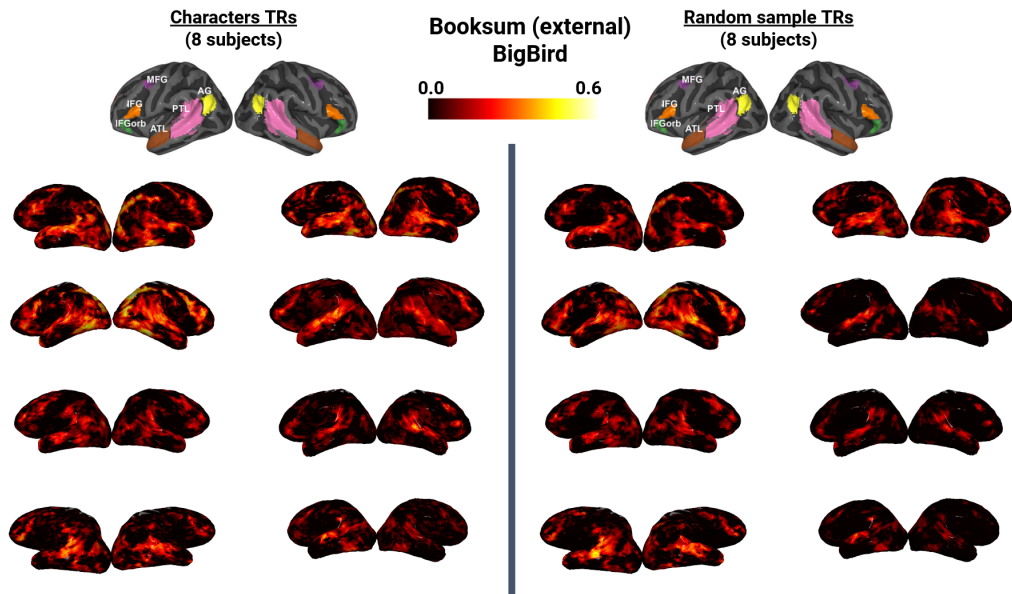 Characters TRs
(8 subjects)
Booksum (external)
BigBird
0.0
0.6
Random sample TRs
(8 subjects)
MFG
IFG
IFGorb
PTL
AG
ATL
MFG
IFG
IFGorb
PTL
AG
ATL